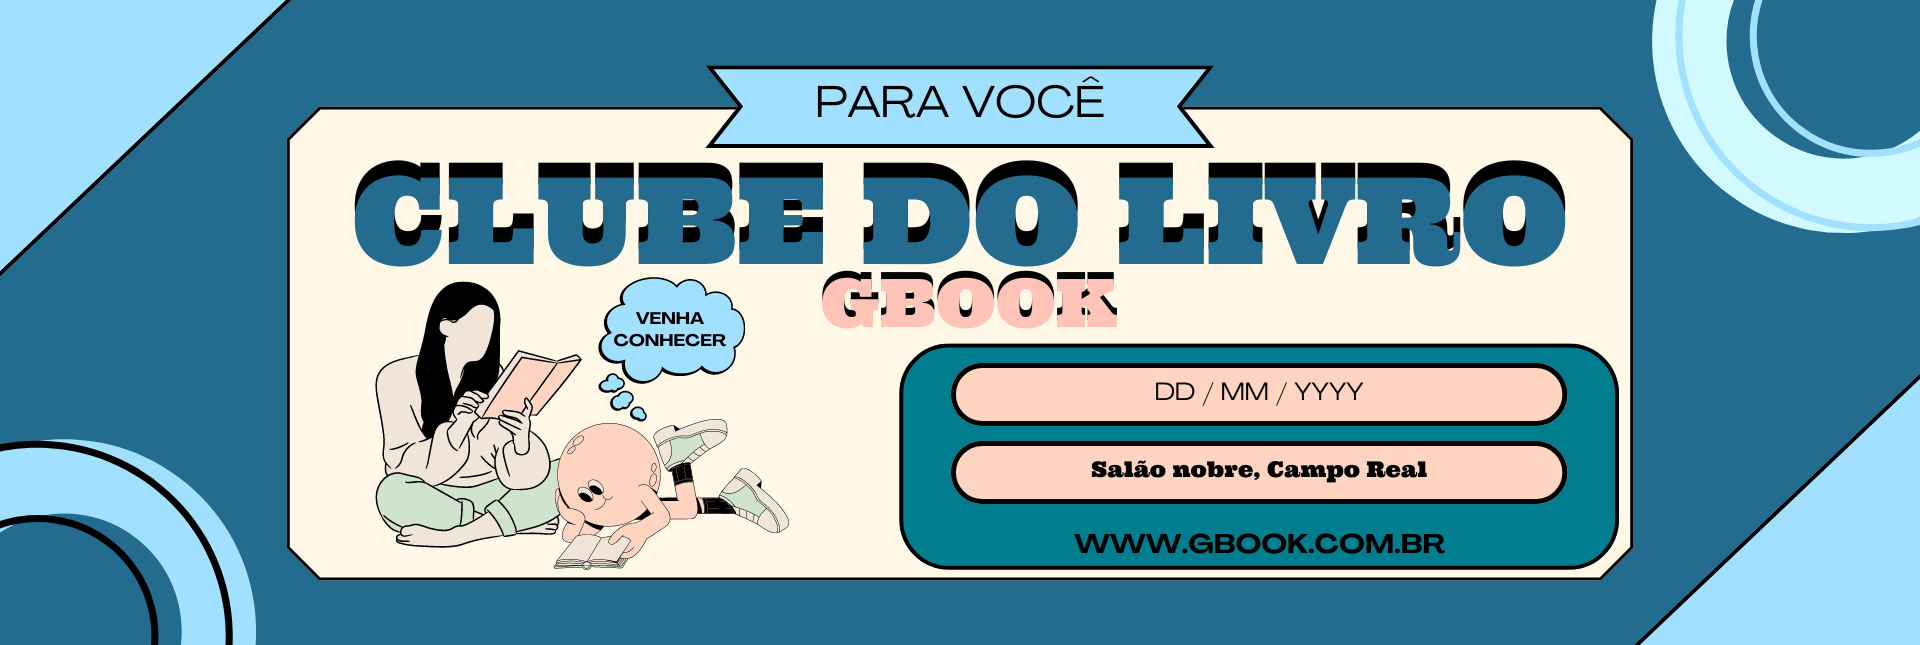 PARA VOCÊ
CLUBE DO LIVRO
GBOOK
VENHA
CONHECER
DD / MM / YYYY
Salão nobre, Campo Real
WWW.GBOOK.COM.BR